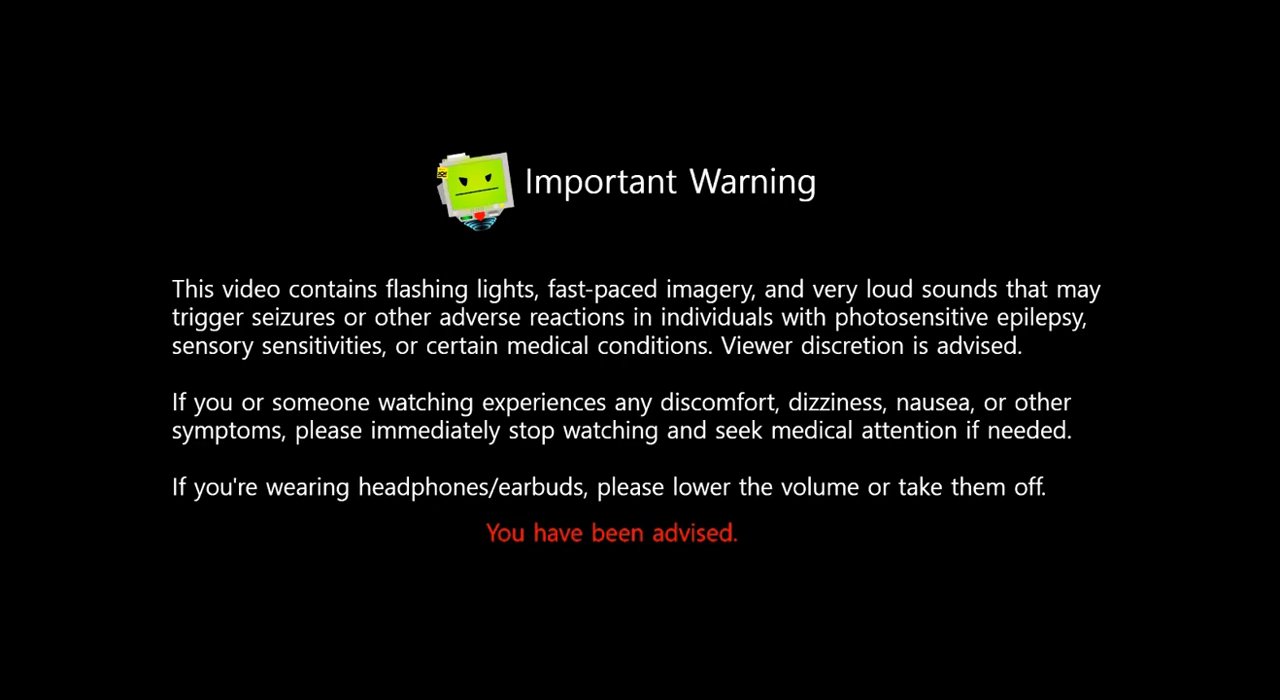 Important Warning
This video contains flashing lights, fast-paced imagery, and very loud sounds that may
trigger seizures or other adverse reactions in individuals with photosensitive epilepsy,
sensory sensitivities, or certain medical conditions. Viewer discretion is advised.
If you or someone watching experiences any discomfort, dizziness, nausea, or other
symptoms, please immediately stop watching and seek medical attention if needed.
If you're wearing headphones/earbuds, please lower the volume or take them off.
You have been advised.